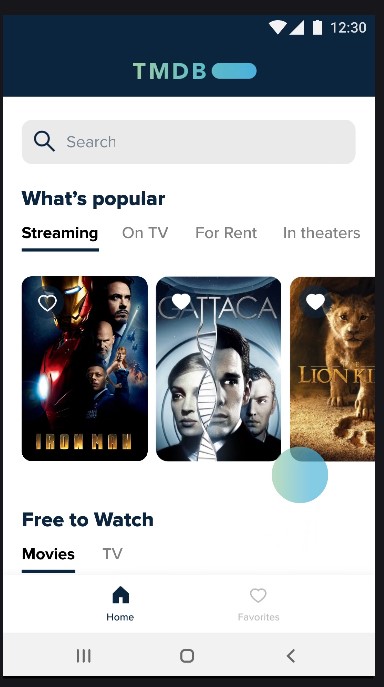 12:30
TMDB
Search
What's popular
Streaming On TV For Rent In theaters
IRON MAN
GATTACA
LION KI
Free to Watch
Movies TV
Home Favorites